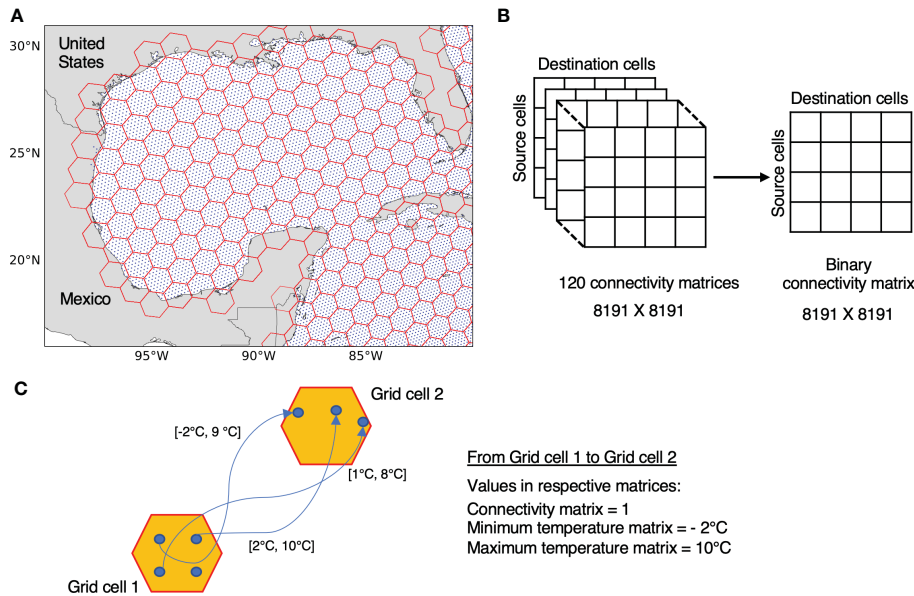 A
30°N
25°N
20°N
95°W
90°W
85°W
United
States
Mexico
B
Destination cells
Source cells
120 connectivity matrices
8191 X 8191
Destination cells
Source cells
Binary
connectivity matrix
8191 X 8191
C
Grid cell 2
[-2°C, 9 °C]
[1°C, 8°C]
[2°C, 10°C]
Grid cell 1
From Grid cell 1 to Grid cell 2
Values in respective matrices:
Connectivity matrix = 1
Minimum temperature matrix = - 2°C
Maximum temperature matrix = 10°C